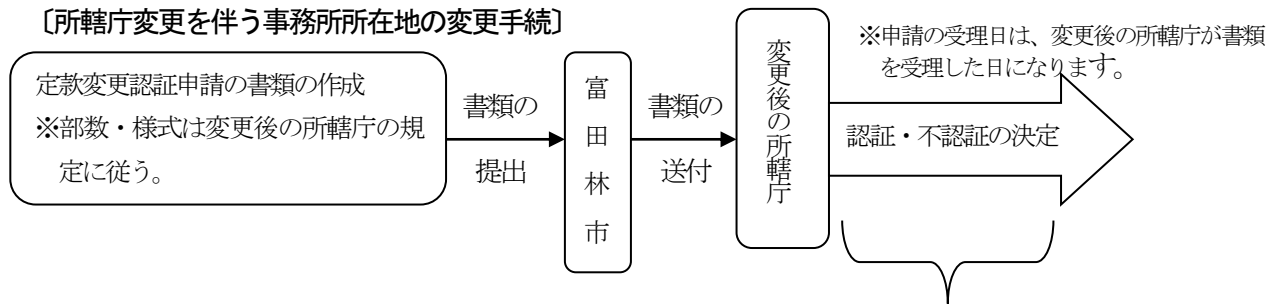 〔所轄庁変更を伴う事務所所在地の変更手続〕
定款変更認証申請の書類の作成
※部数・様式は変更後の所轄庁の規
定に従う。
書類の
提出
富田林市
書類の
送付
変更後の所轄庁
※申請の受理日は、変更後の所轄庁が書類
を受理した日になります。
認証・不認証の決定